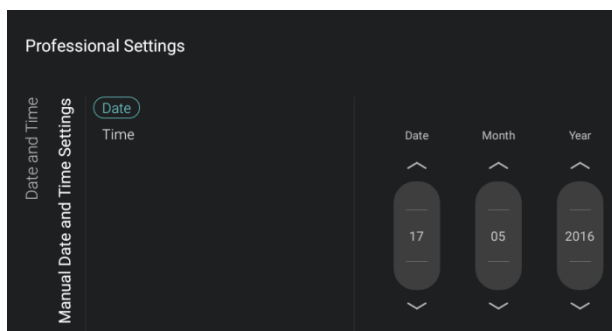 Professional Settings
Date and Time
Manual Date and Time Settings
Date
Time
Date Month Year
17 05 2016